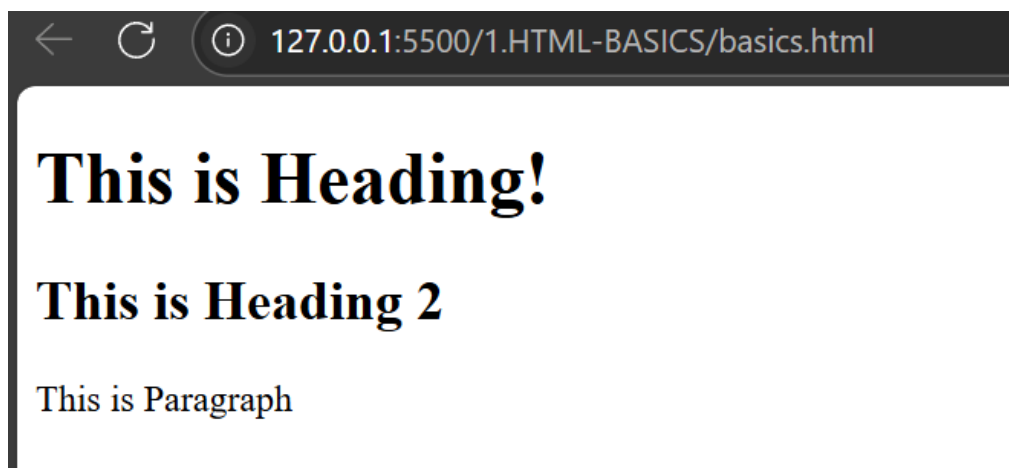 127.0.0.1:5500/1.HTML-BASICS/basics.html
This is Heading!
This is Heading 2
This is Paragraph